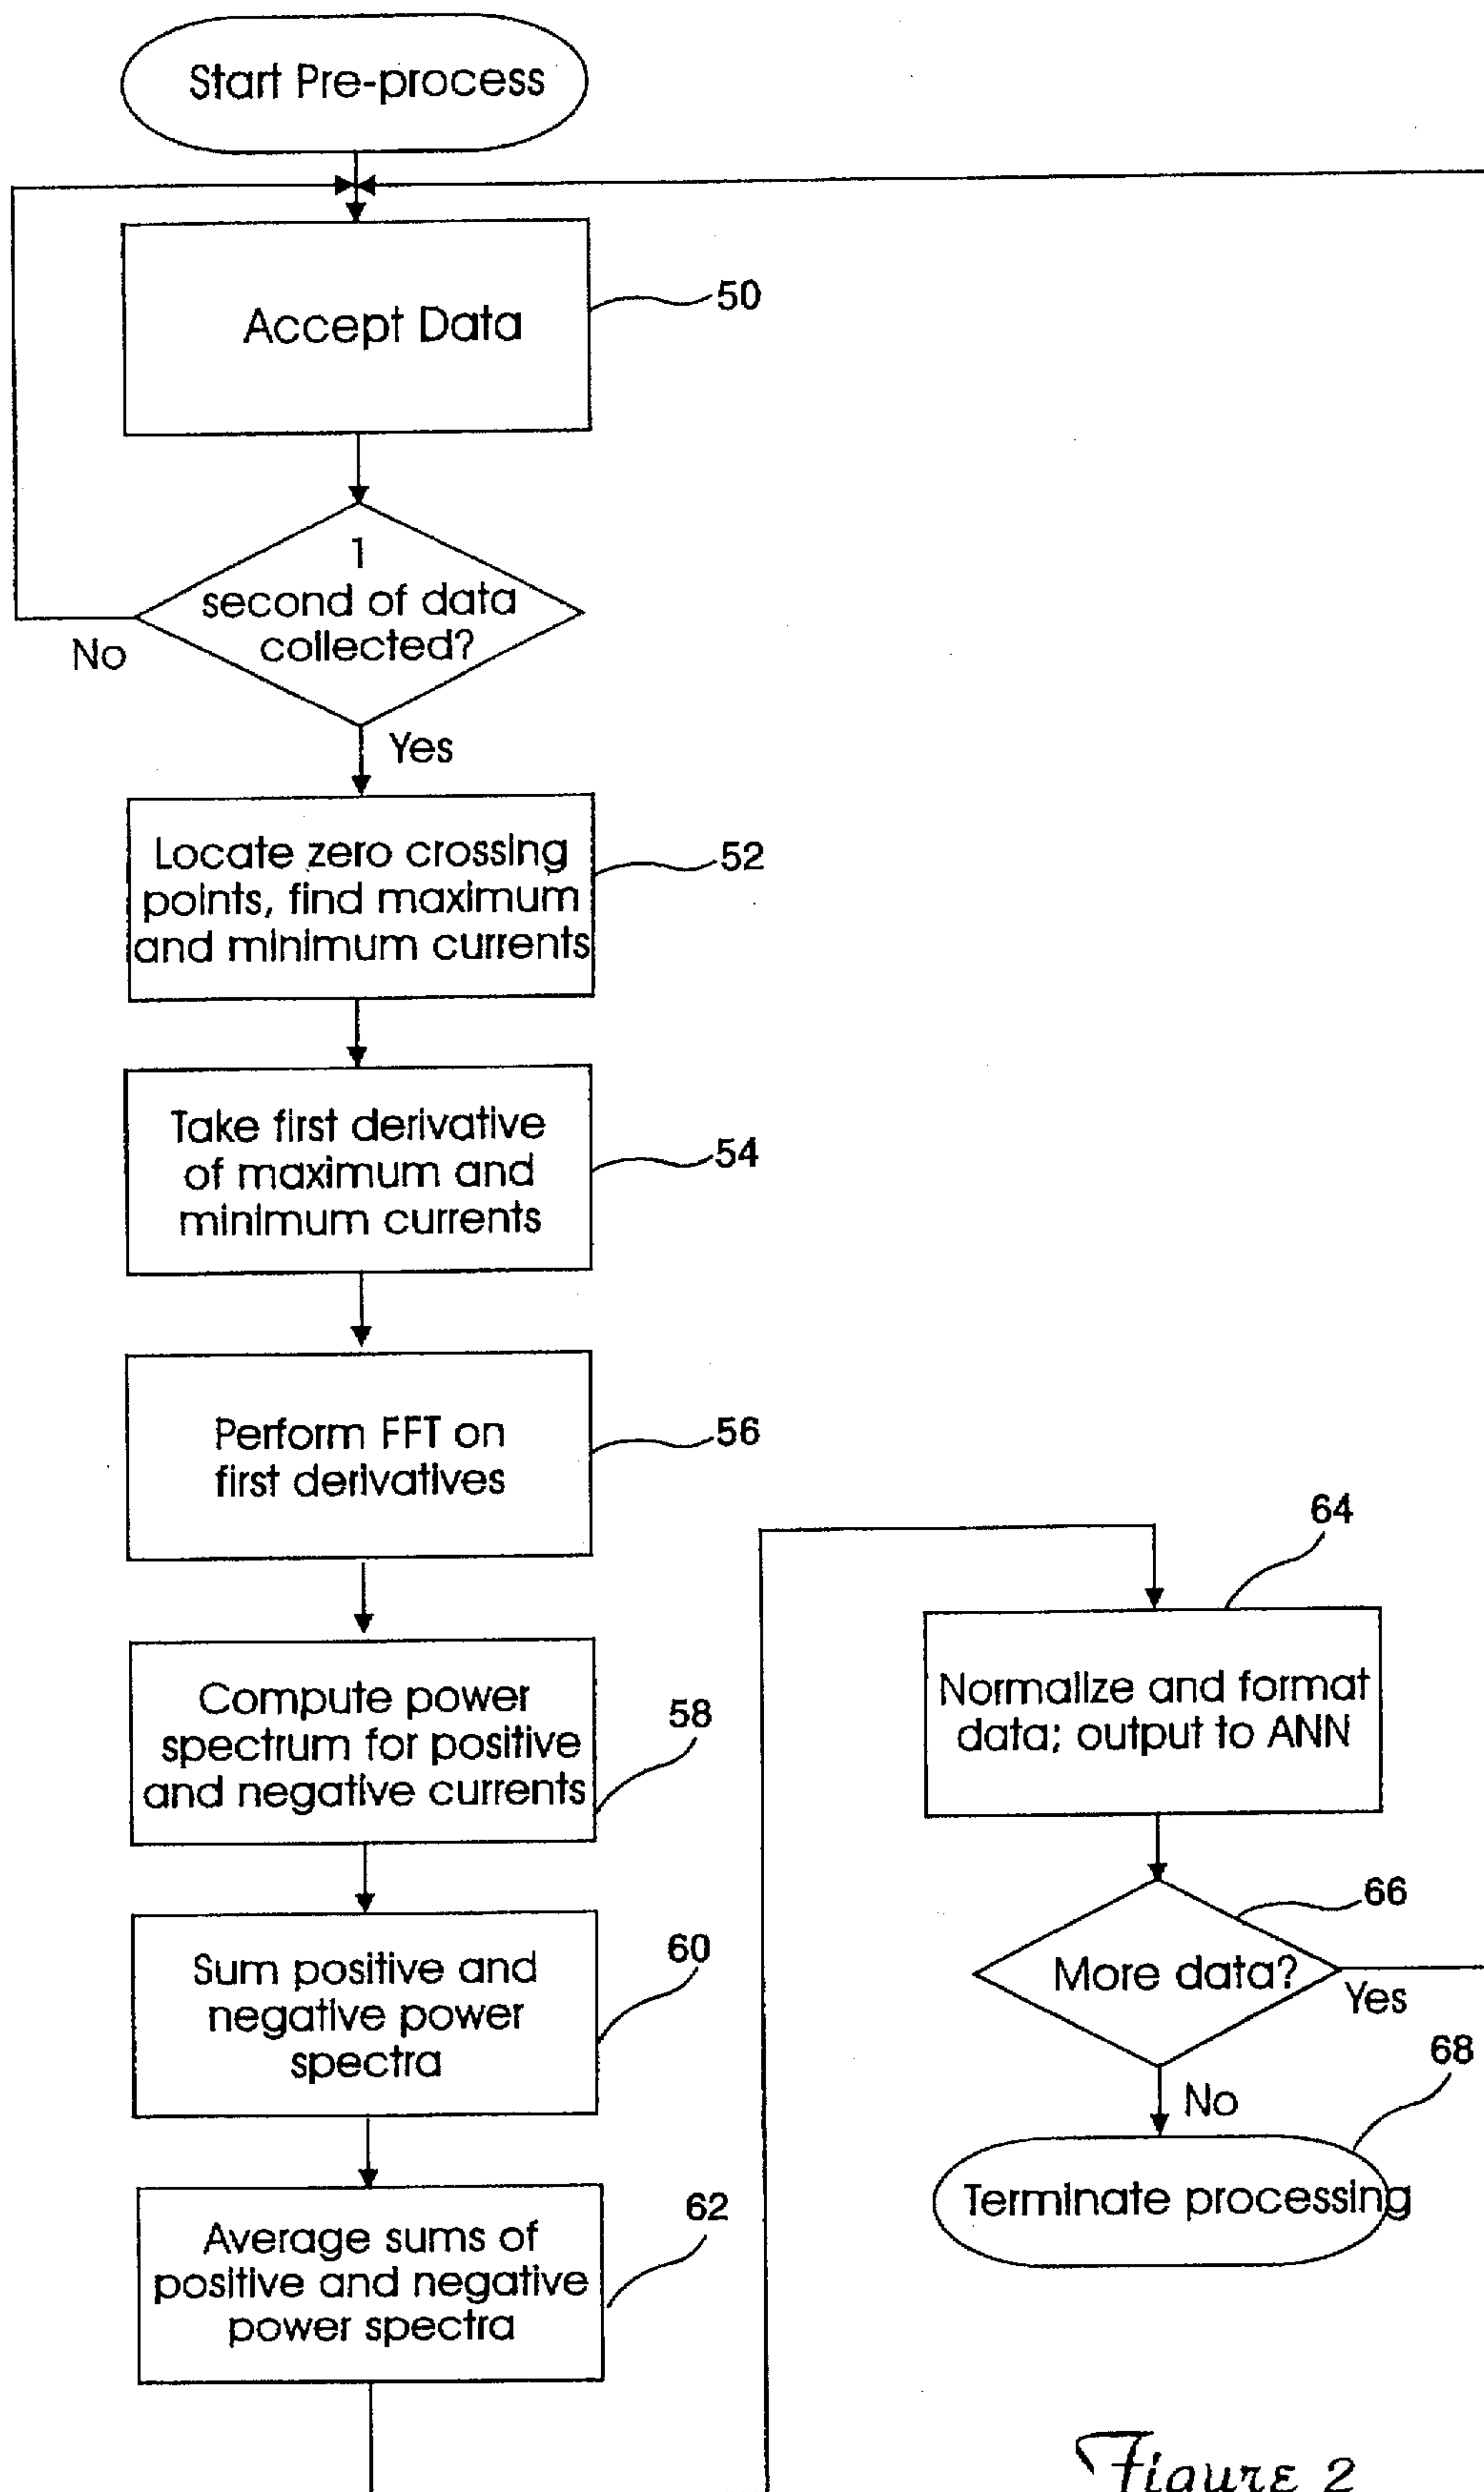 Start Pre-process
Accept Data
50
1
second of data
collected?
No
Yes
Locate zero crossing
points, find maximum
and minimum currents
52
Take first derivative
of maximum and
minimum currents
54
Perform FFT on
first derivatives
56
Compute power
spectrum for positive
and negative currents
58
Sum positive and
negative power
spectra
60
Average sums of
positive and negative
power spectra
62
64
Normalize and format
data; output to ANN
66
More data?
Yes
No
68
Terminate processing
Figure 2